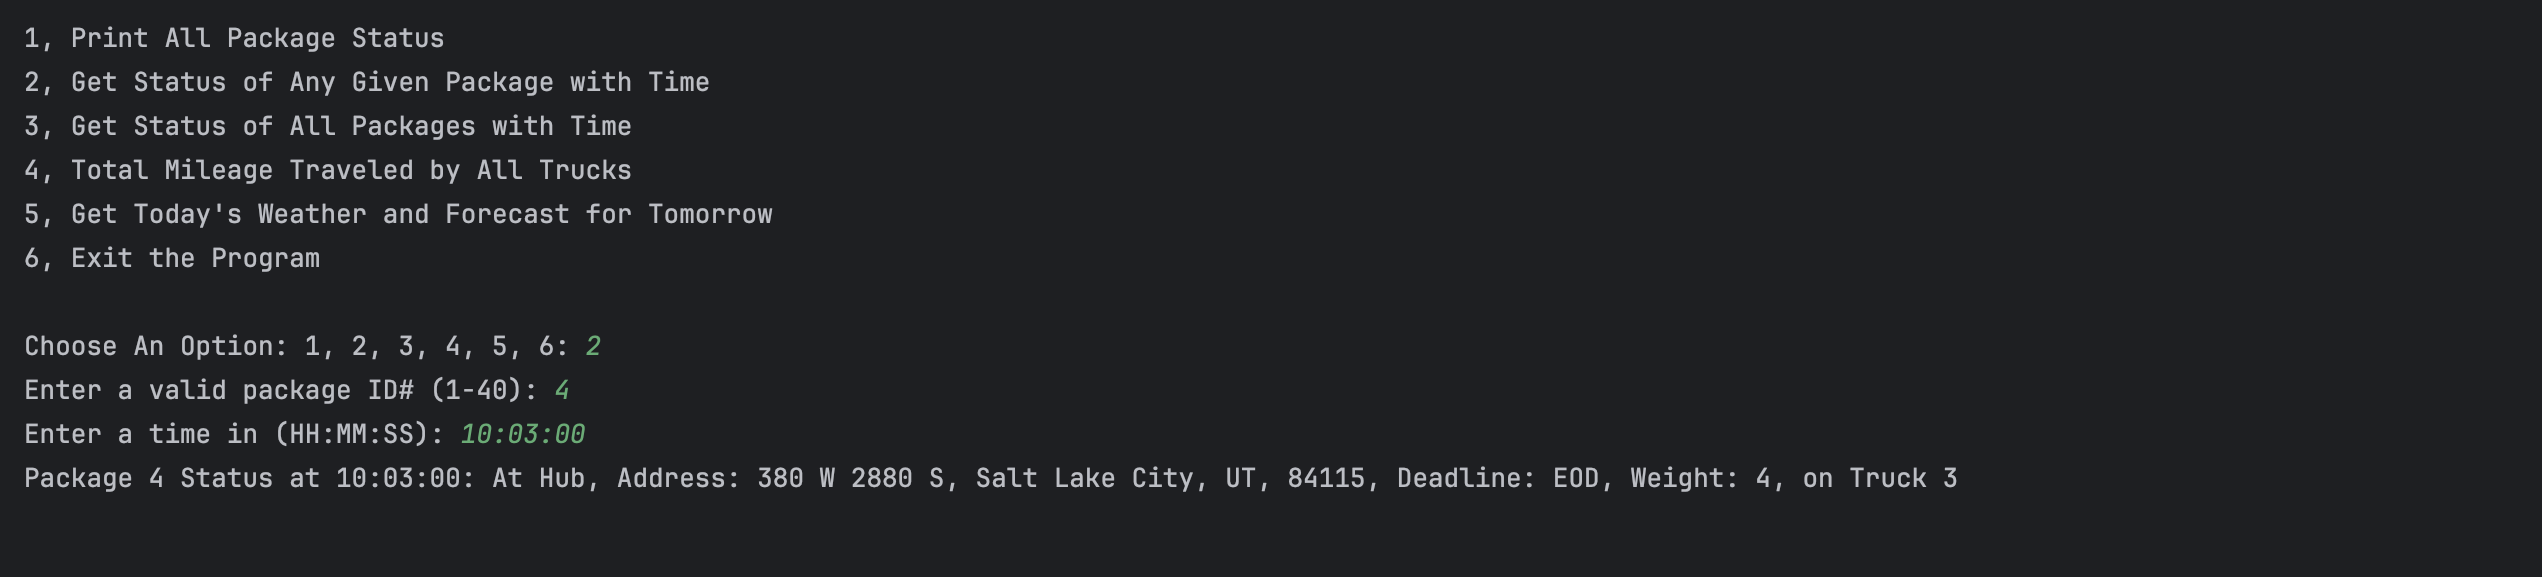 1, Print All Package Status
2, Get Status of Any Given Package with Time
3, Get Status of All Packages with Time
4, Total Mileage Traveled by All Trucks
5, Get Today's Weather and Forecast for Tomorrow
6, Exit the Program
Choose An Option: 1, 2, 3, 4, 5, 6: 2
Enter a valid package ID# (1-40): 4
Enter a time in (HH:MM:SS): 10:03:00
Package 4 Status at 10:03:00: At Hub, Address: 380 W 2880 S, Salt Lake City, UT, 84115, Deadline: EOD, Weight: 4, on Truck 3